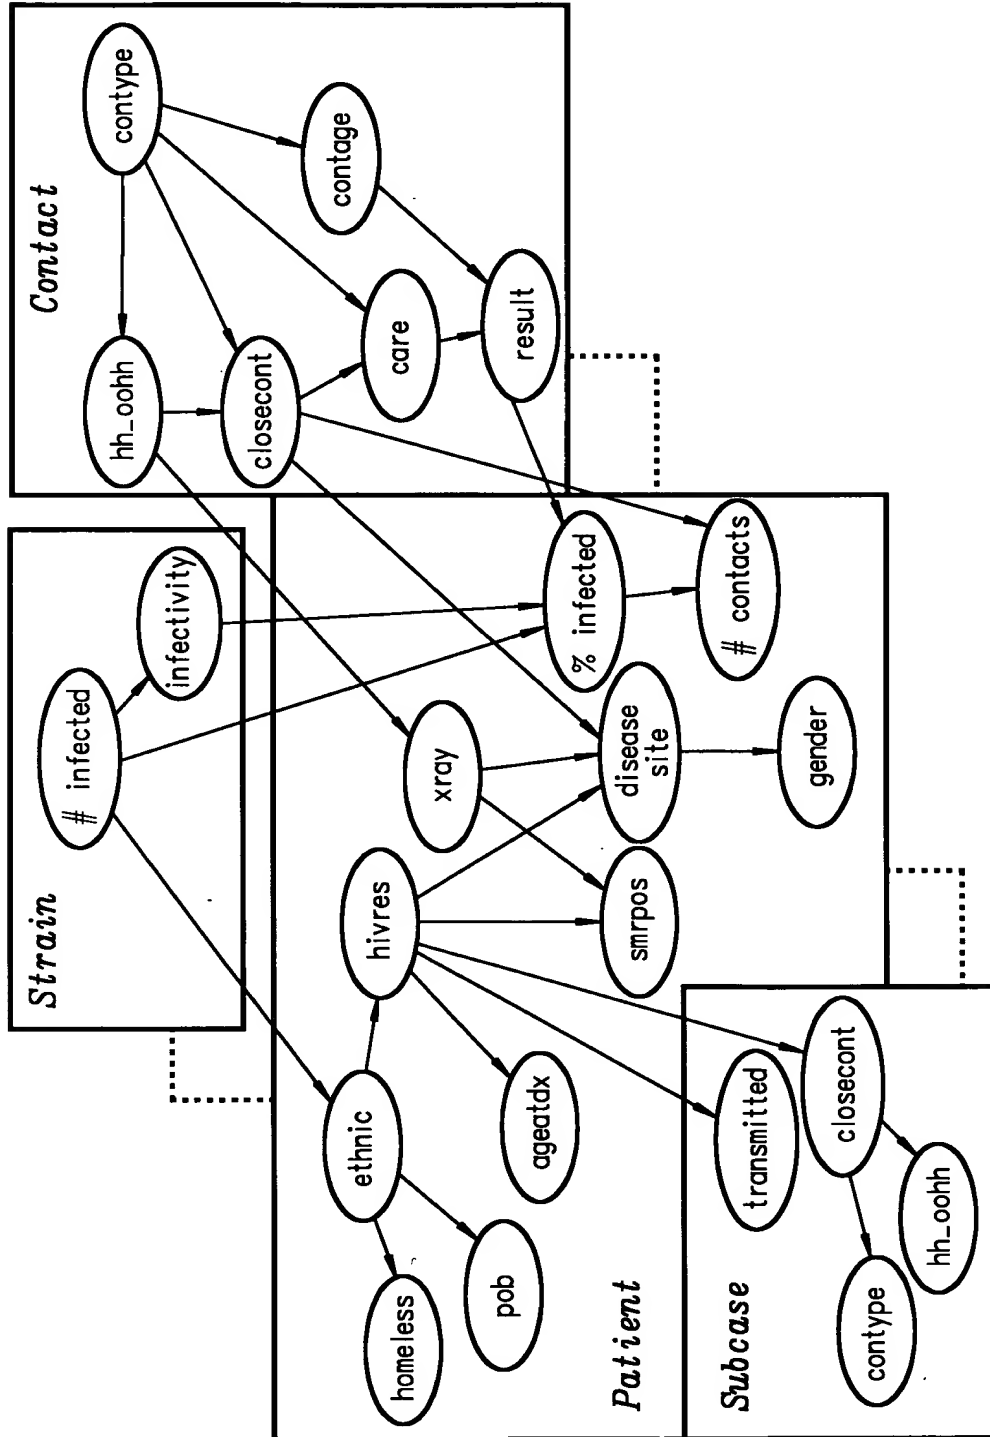 Strain
# infected
infectivity
Contact
contype
hh_oohh
closecont
contage
care
result
Patient
ethnic
homeless
pob
hivres
ageatdx
xray
smrpos
disease
site
gender
% infected
# contacts
Subcase
transmitted
closecont
contype
hh_oohh